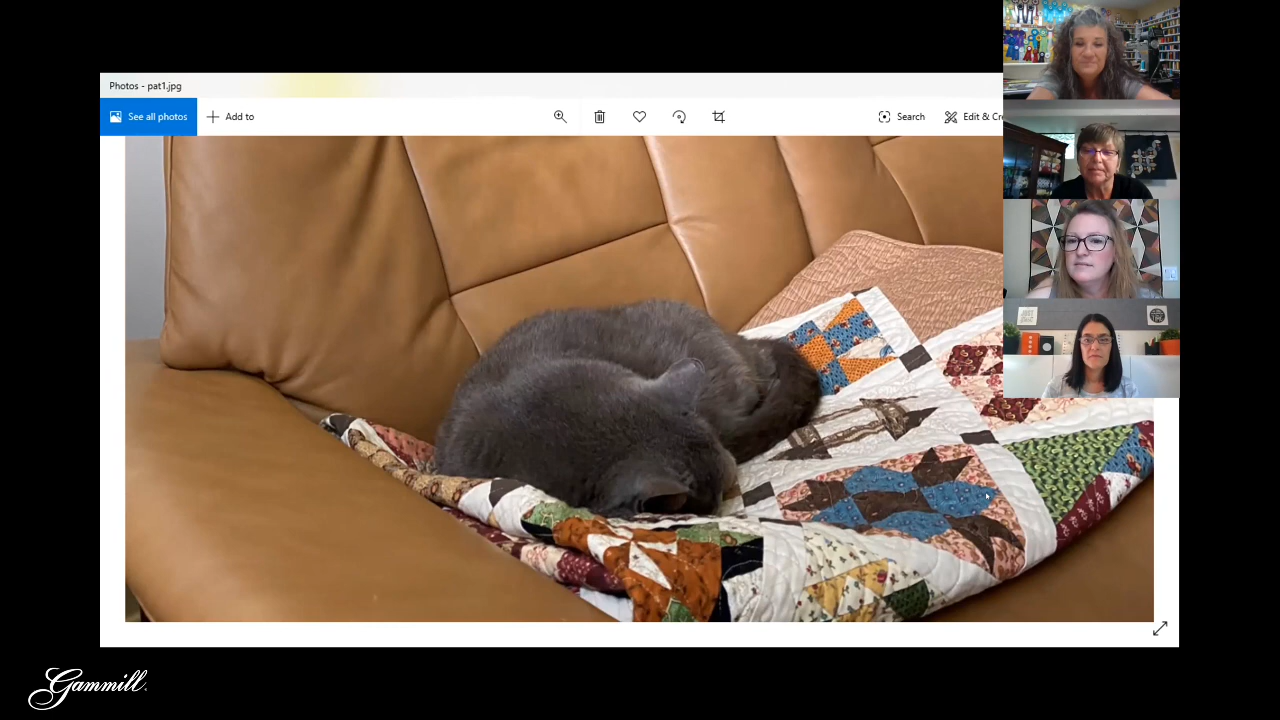 Photos - pat1.jpg
See all photos
Add to
Search
Edit & Cr
Gammill